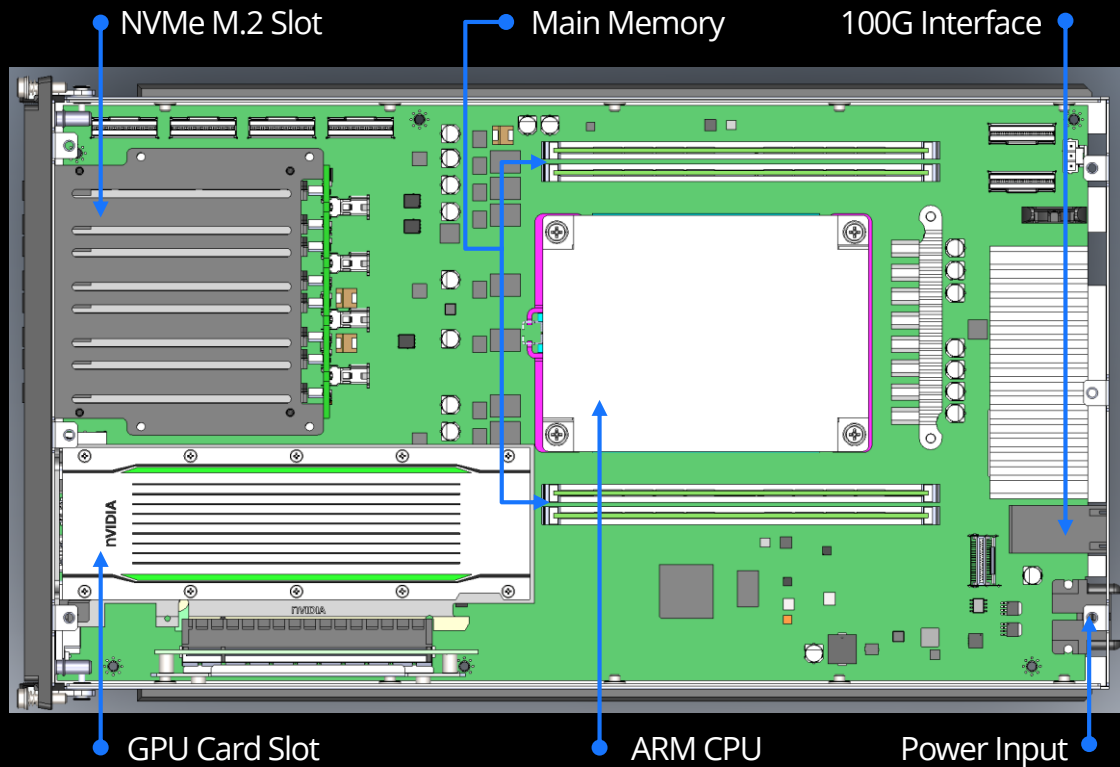 NVMe M.2 Slot
Main Memory
100G Interface
nVIDIA
nVIDIA
GPU Card Slot
ARM CPU
Power Input